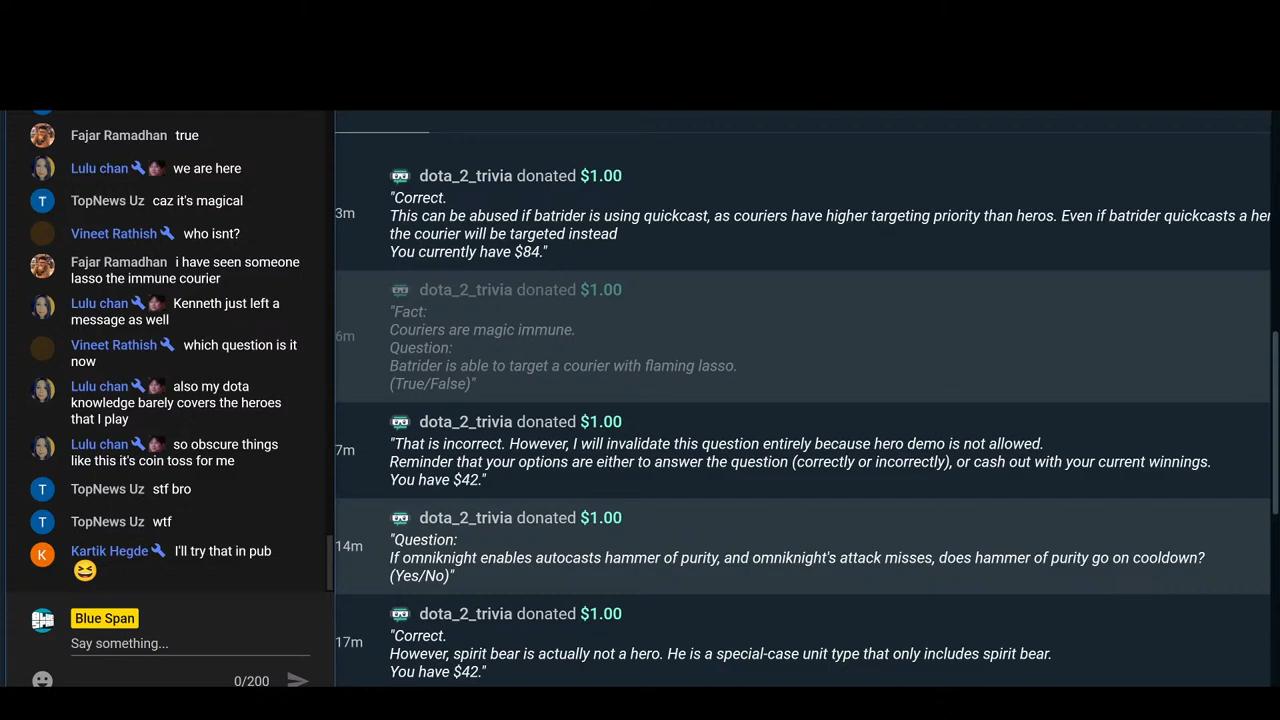 Fajar Ramadhan true
Lulu chan we are here
T TopNews Uz caz it's magical
Vineet Rathish who isnt?
Fajar Ramadhan i have seen someone
lasso the immune courier
Lulu chan Kenneth just left a
message as well
Vineet Rathish which question is it
now
Lulu chan also my dota
knowledge barely covers the heroes
that I play
Lulu chan so obscure things
like this it's coin toss for me
T TopNews Uz stf bro
T TopNews Uz wtf
K Kartik Hegde I'll try that in pub
Blue Span
Say something...
0/200
dota_2_trivia donated $1.00
3m
"Correct.
This can be abused if batrider is using quickcast, as couriers have higher targeting priority than heros. Even if batrider quickcasts a her
the courier will be targeted instead
You currently have $84."
dota_2_trivia donated $1.00
6m
"Fact:
Couriers are magic immune.
Question:
Batrider is able to target a courier with flaming lasso.
(True/False)"
dota_2_trivia donated $1.00
7m
"That is incorrect. However, I will invalidate this question entirely because hero demo is not allowed.
Reminder that your options are either to answer the question (correctly or incorrectly), or cash out with your current winnings.
You have $42."
dota_2_trivia donated $1.00
14m
"Question:
If omniknight enables autocasts hammer of purity, and omniknight's attack misses, does hammer of purity go on cooldown?
(Yes/No)"
dota_2_trivia donated $1.00
17m
"Correct.
However, spirit bear is actually not a hero. He is a special-case unit type that only includes spirit bear.
You have $42."